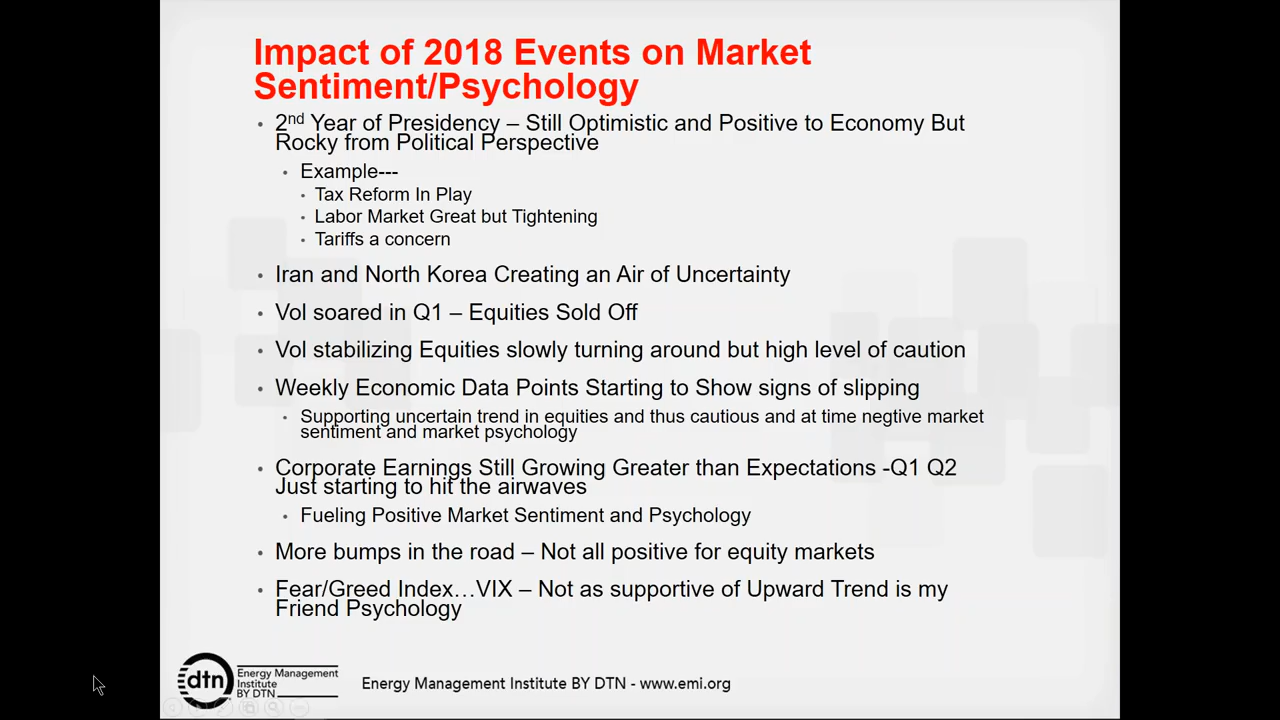 Impact of 2018 Events on Market
Sentiment/Psychology
• 2nd Year of Presidency – Still Optimistic and Positive to Economy But
Rocky from Political Perspective
• Example---
• Tax Reform In Play
• Labor Market Great but Tightening
• Tariffs a concern
• Iran and North Korea Creating an Air of Uncertainty
• Vol soared in Q1 – Equities Sold Off
• Vol stabilizing Equities slowly turning around but high level of caution
• Weekly Economic Data Points Starting to Show signs of slipping
• Supporting uncertain trend in equities and thus cautious and at time negtive market
sentiment and market psychology
• Corporate Earnings Still Growing Greater than Expectations -Q1 Q2
Just starting to hit the airwaves
• Fueling Positive Market Sentiment and Psychology
• More bumps in the road – Not all positive for equity markets
• Fear/Greed Index…VIX – Not as supportive of Upward Trend is my
Friend Psychology
dtn
Energy Management
Institute
BY DTN
Energy Management Institute BY DTN - www.emi.org